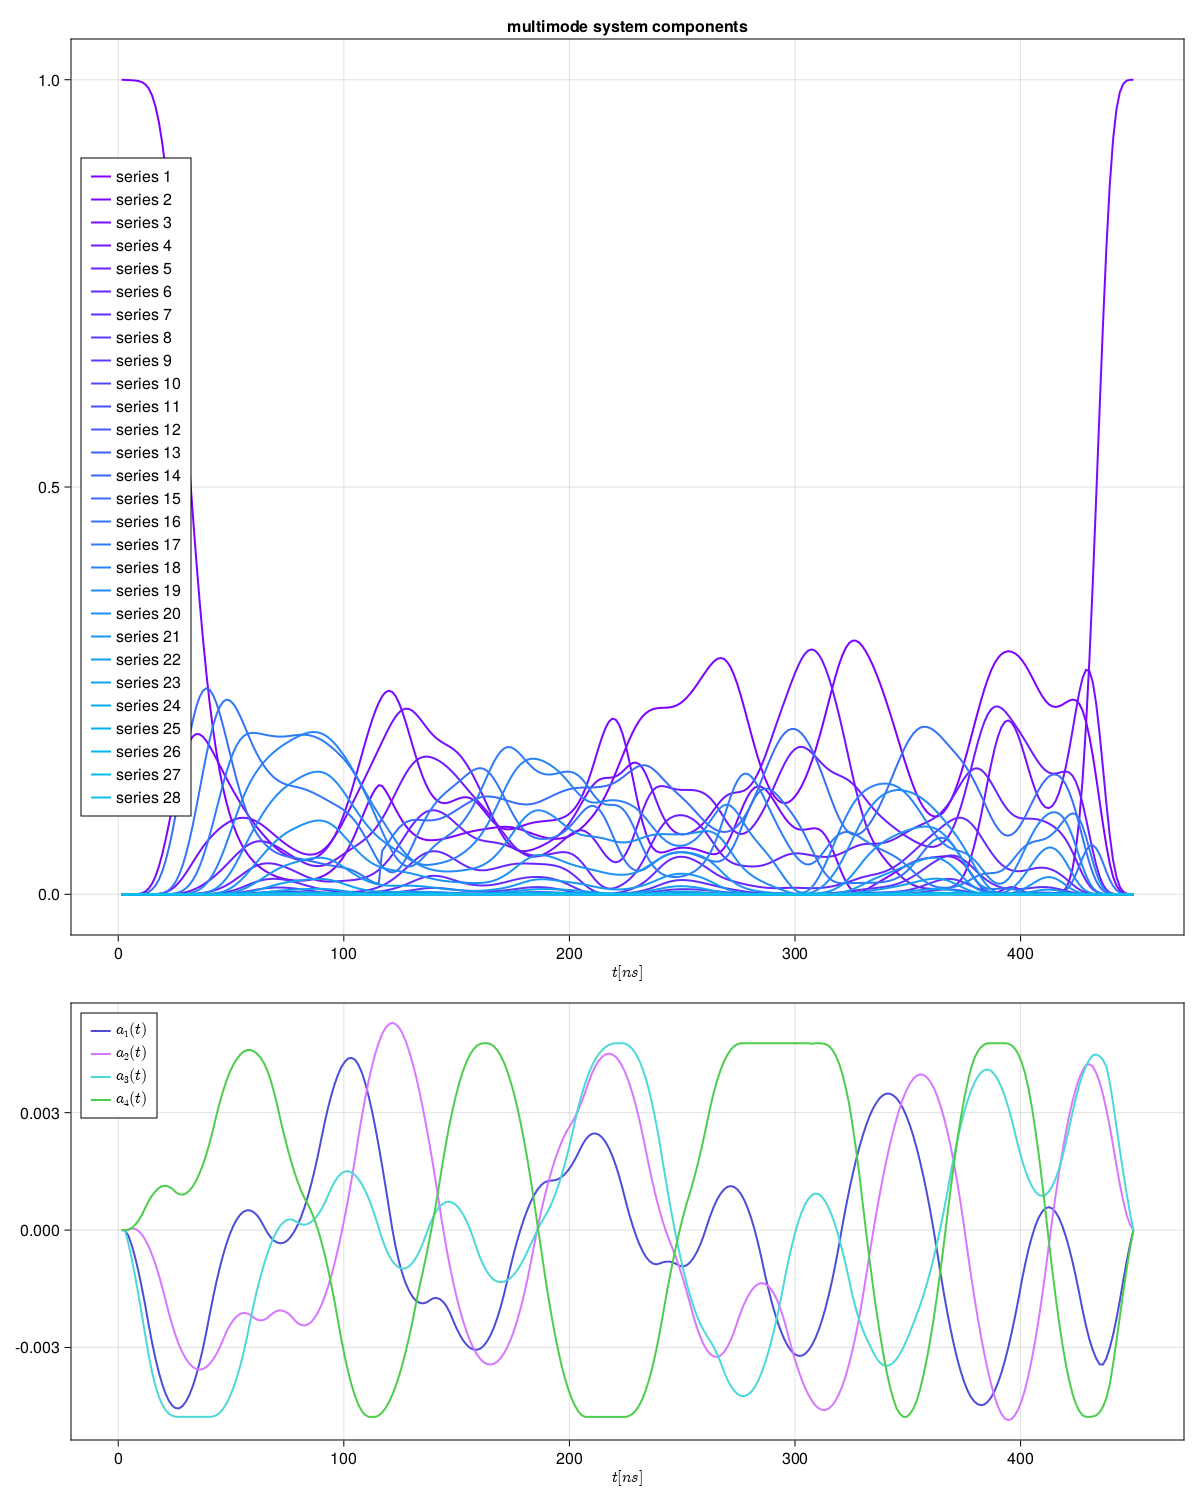 multimode system components
1.0
series 1
series 2
series 3
series 4
series 5
series 6
series 7
series 8
series 9
series 10
series 11
series 12
series 13
series 14
series 15
series 16
series 17
series 18
series 19
series 20
series 21
series 22
series 23
series 24
series 25
series 26
series 27
series 28
0.5
0.0
0 100 200 300 400
t[ns]
a₁(t)
a₂(t)
a₃(t)
a₄(t)
0.003
0.000
-0.003
0 100 200 300 400
t[ns]